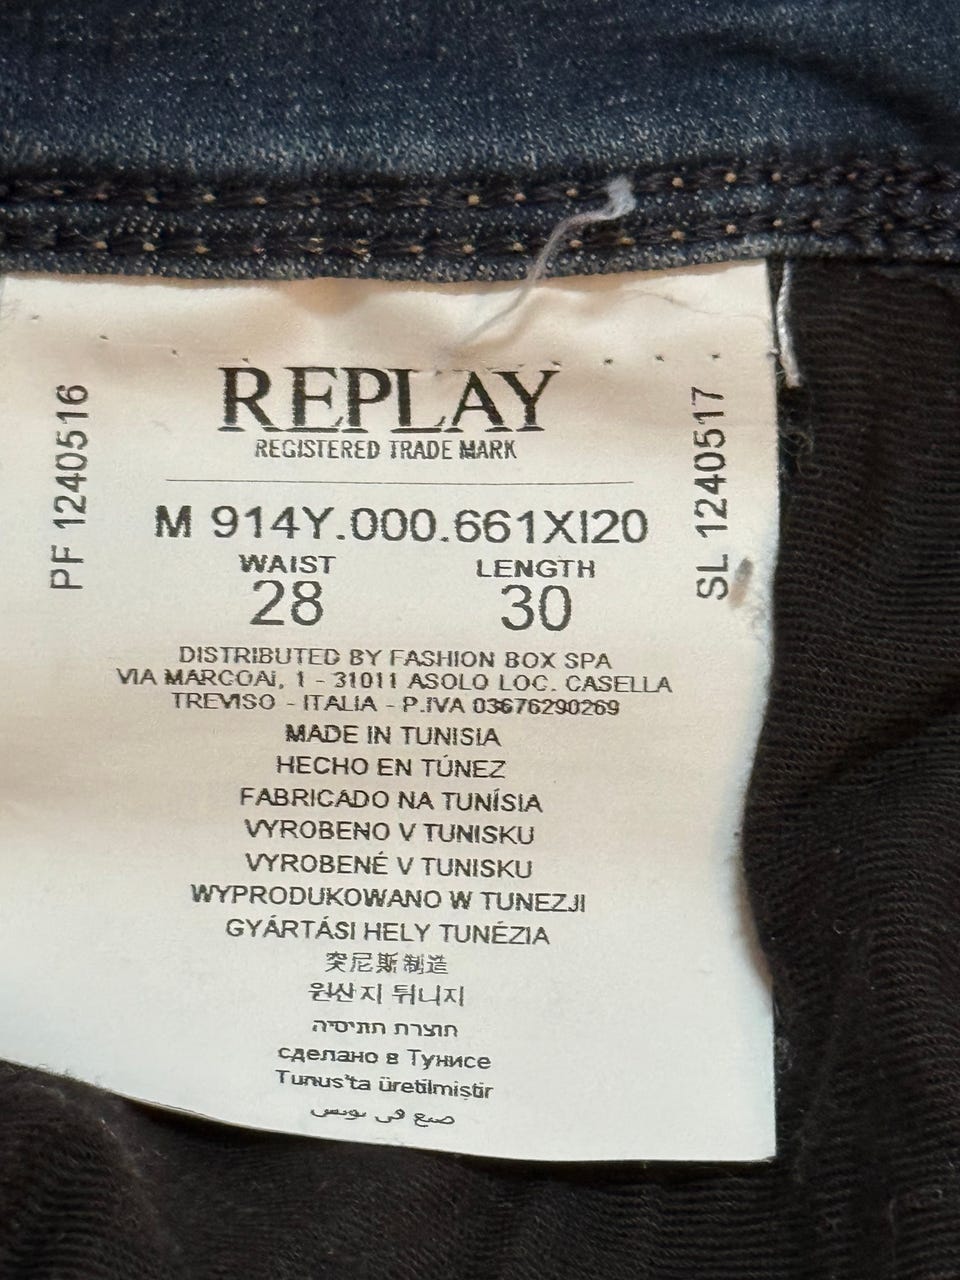 REPLAY
REGISTERED TRADE MARK
PF 1240516
SL 1240517
M 914Y.000.661XI20
WAIST LENGTH
28 30
DISTRIBUTED BY FASHION BOX SPA
VIA MARCOAI, 1 - 31011 ASOLO LOC. CASELLA
TREVISO - ITALIA - P.IVA 03676290269
MADE IN TUNISIA
HECHO EN TÚNEZ
FABRICADO NA TUNÍSIA
VYROBENO V TUNISKU
VYROBENÉ V TUNISKU
WYPRODUKOWANO W TUNEZJI
GYÁRTÁSI HELY TUNÉZIA
突尼斯制造
원산지 튀니지
תוצרת תוניסיה
сделано в Тунисе
Tunus'ta üretilmiştir
صنع في تونس